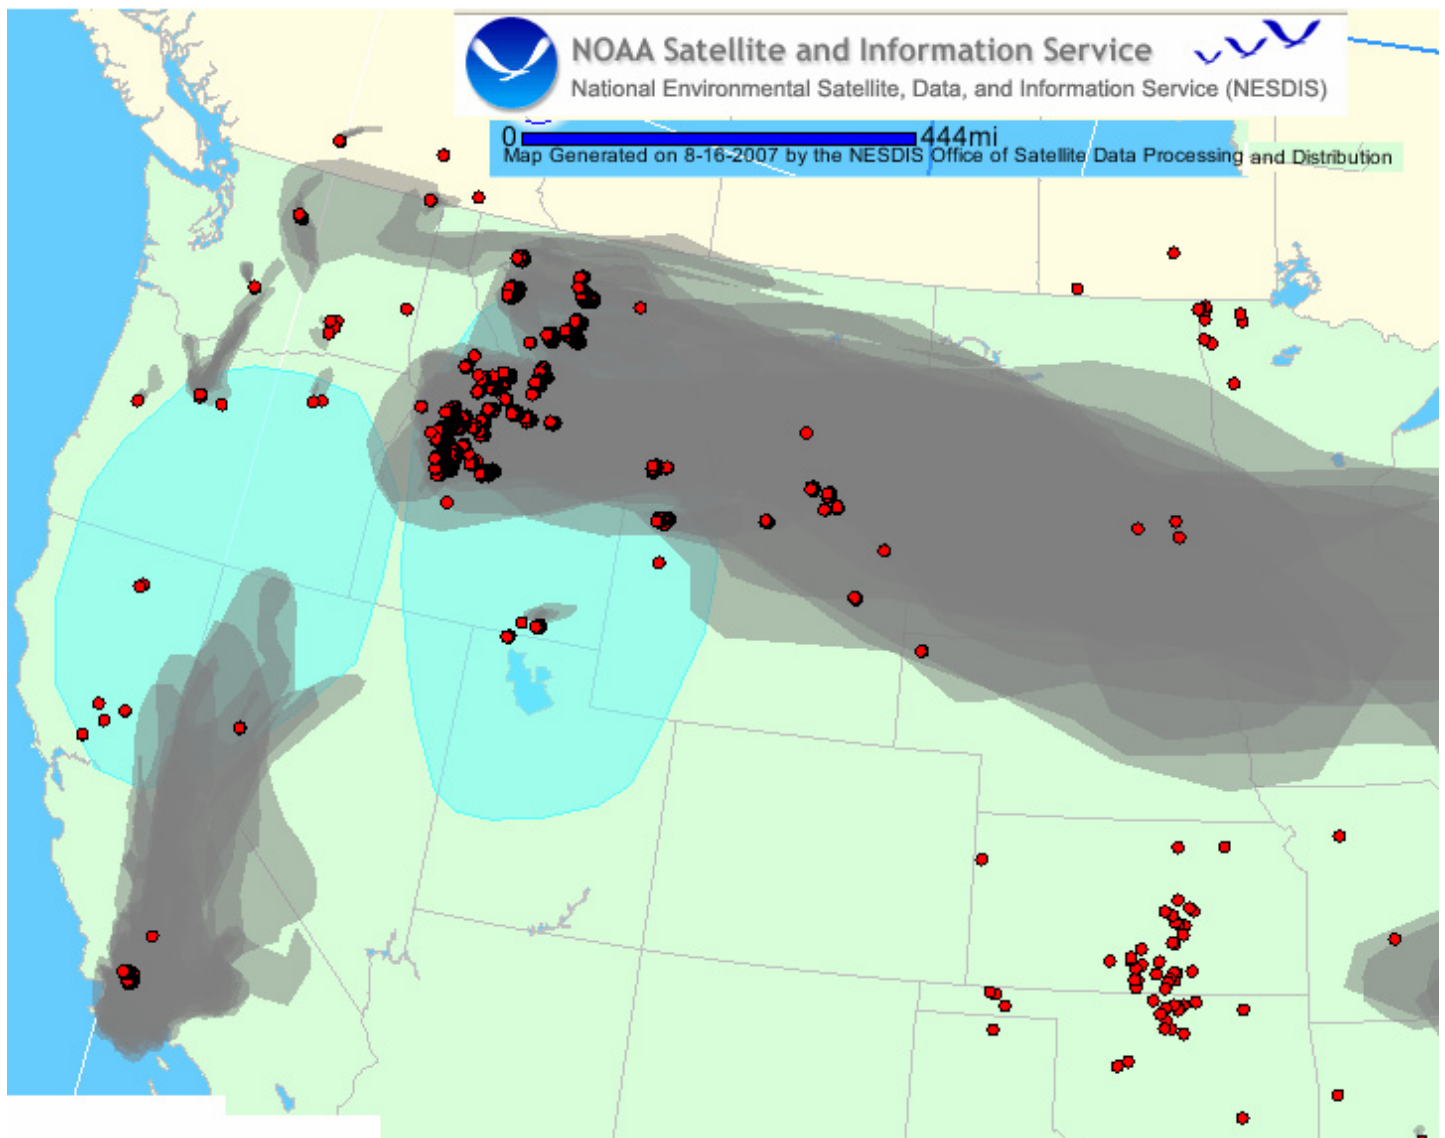 NOAA Satellite and Information Service
National Environmental Satellite, Data, and Information Service (NESDIS)
0 444mi
Map Generated on 8-16-2007 by the NESDIS Office of Satellite Data Processing and Distribution